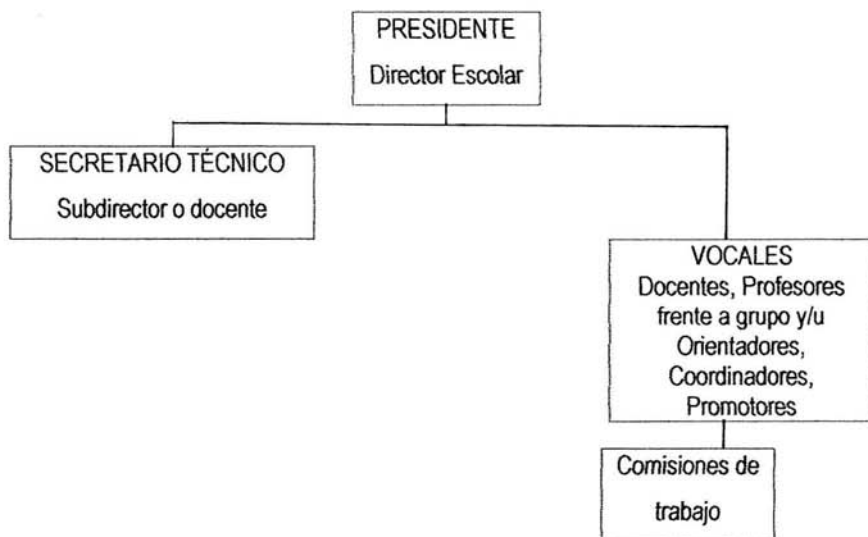 PRESIDENTE
Director Escolar
SECRETARIO TÉCNICO
Subdirector o docente
VOCALES
Docentes, Profesores
frente a grupo y/u
Orientadores,
Coordinadores,
Promotores
Comisiones de
trabajo